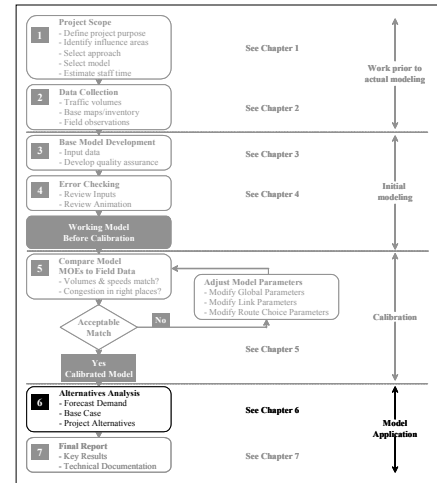 Project Scope
1
- Define project purpose
- Identify influence areas
- Select approach
- Select model
- Estimate staff time
See Chapter 1
Work prior to
actual modeling
2
Data Collection
- Traffic volumes
- Base maps/inventory
- Field observations
See Chapter 2
3
Base Model Development
- Input data
- Develop quality assurance
See Chapter 3
4
Error Checking
- Review Inputs
- Review Animation
See Chapter 4
Initial
modeling
Working Model
Before Calibration
5
Compare Model
MOEs to Field Data
- Volumes & speeds match?
- Congestion in right places?
Adjust Model Parameters
- Modify Global Parameters
- Modify Link Parameters
- Modify Route Choice Parameters
Acceptable
Match
No
Calibration
See Chapter 5
Yes
Calibrated Model
6
Alternatives Analysis
- Forecast Demand
- Base Case
- Project Alternatives
See Chapter 6
Model
Application
7
Final Report
- Key Results
- Technical Documentation
See Chapter 7